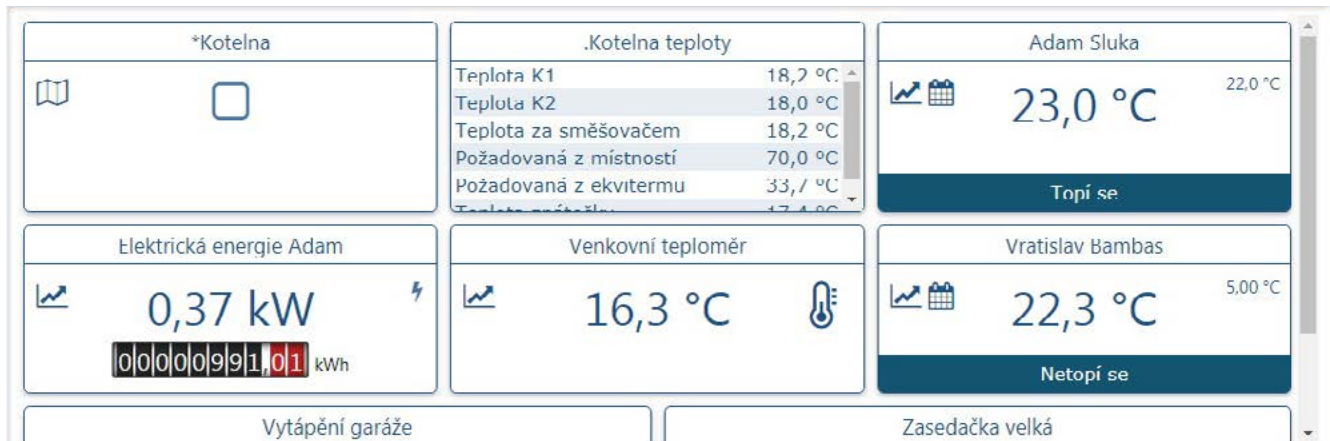 *Kotelna
.Kotelna teploty
Teplota K1 18,2 °C
Teplota K2 18,0 °C
Teplota za směšovačem 18,2 °C
Požadovaná z místností 70,0 °C
Požadovaná z ekvitermu 33,7 °C
Adam Sluka
22,0 °C
23,0 °C
Topí se
Elektrická energie Adam
0,37 kW
00000991,01 kWh
Venkovní teploměr
16,3 °C
Vratislav Bambas
5,00 °C
22,3 °C
Netopí se
Vytápění garáže
Zasedačka velká